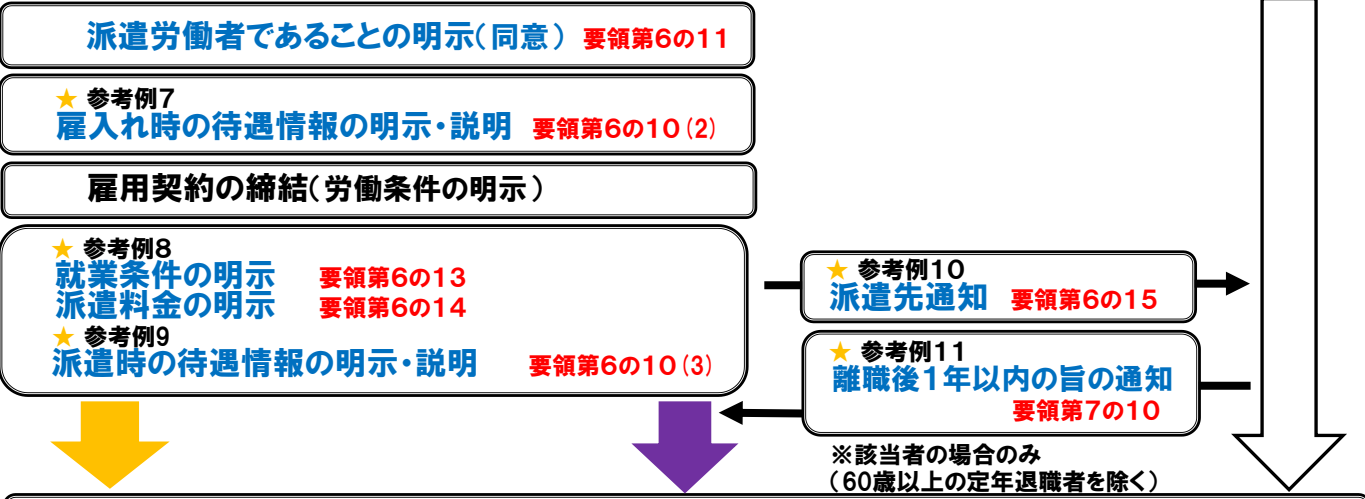 派遣労働者であることの明示(同意) 要領第6の11
★ 参考例7
雇入れ時の待遇情報の明示・説明 要領第6の10(2)
雇用契約の締結(労働条件の明示)
★ 参考例8
就業条件の明示 要領第6の13
派遣料金の明示 要領第6の14
★ 参考例9
派遣時の待遇情報の明示・説明 要領第6の10(3)
★ 参考例10
派遣先通知 要領第6の15
★ 参考例11
離職後1年以内の旨の通知
要領第7の10
※該当者の場合のみ
(60歳以上の定年退職者を除く)